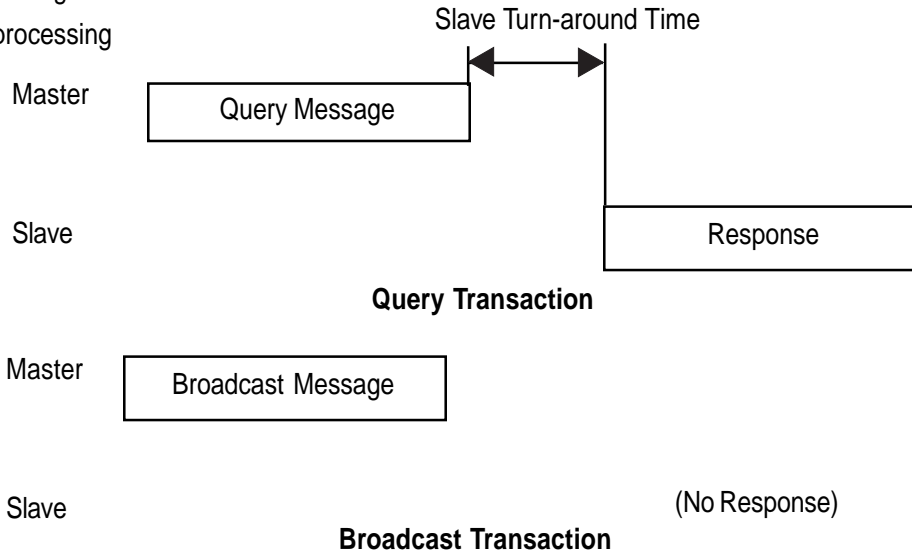 processing
Slave Turn-around Time
Master
Query Message
Slave
Response
Query Transaction
Master
Broadcast Message
Slave
(No Response)
Broadcast Transaction